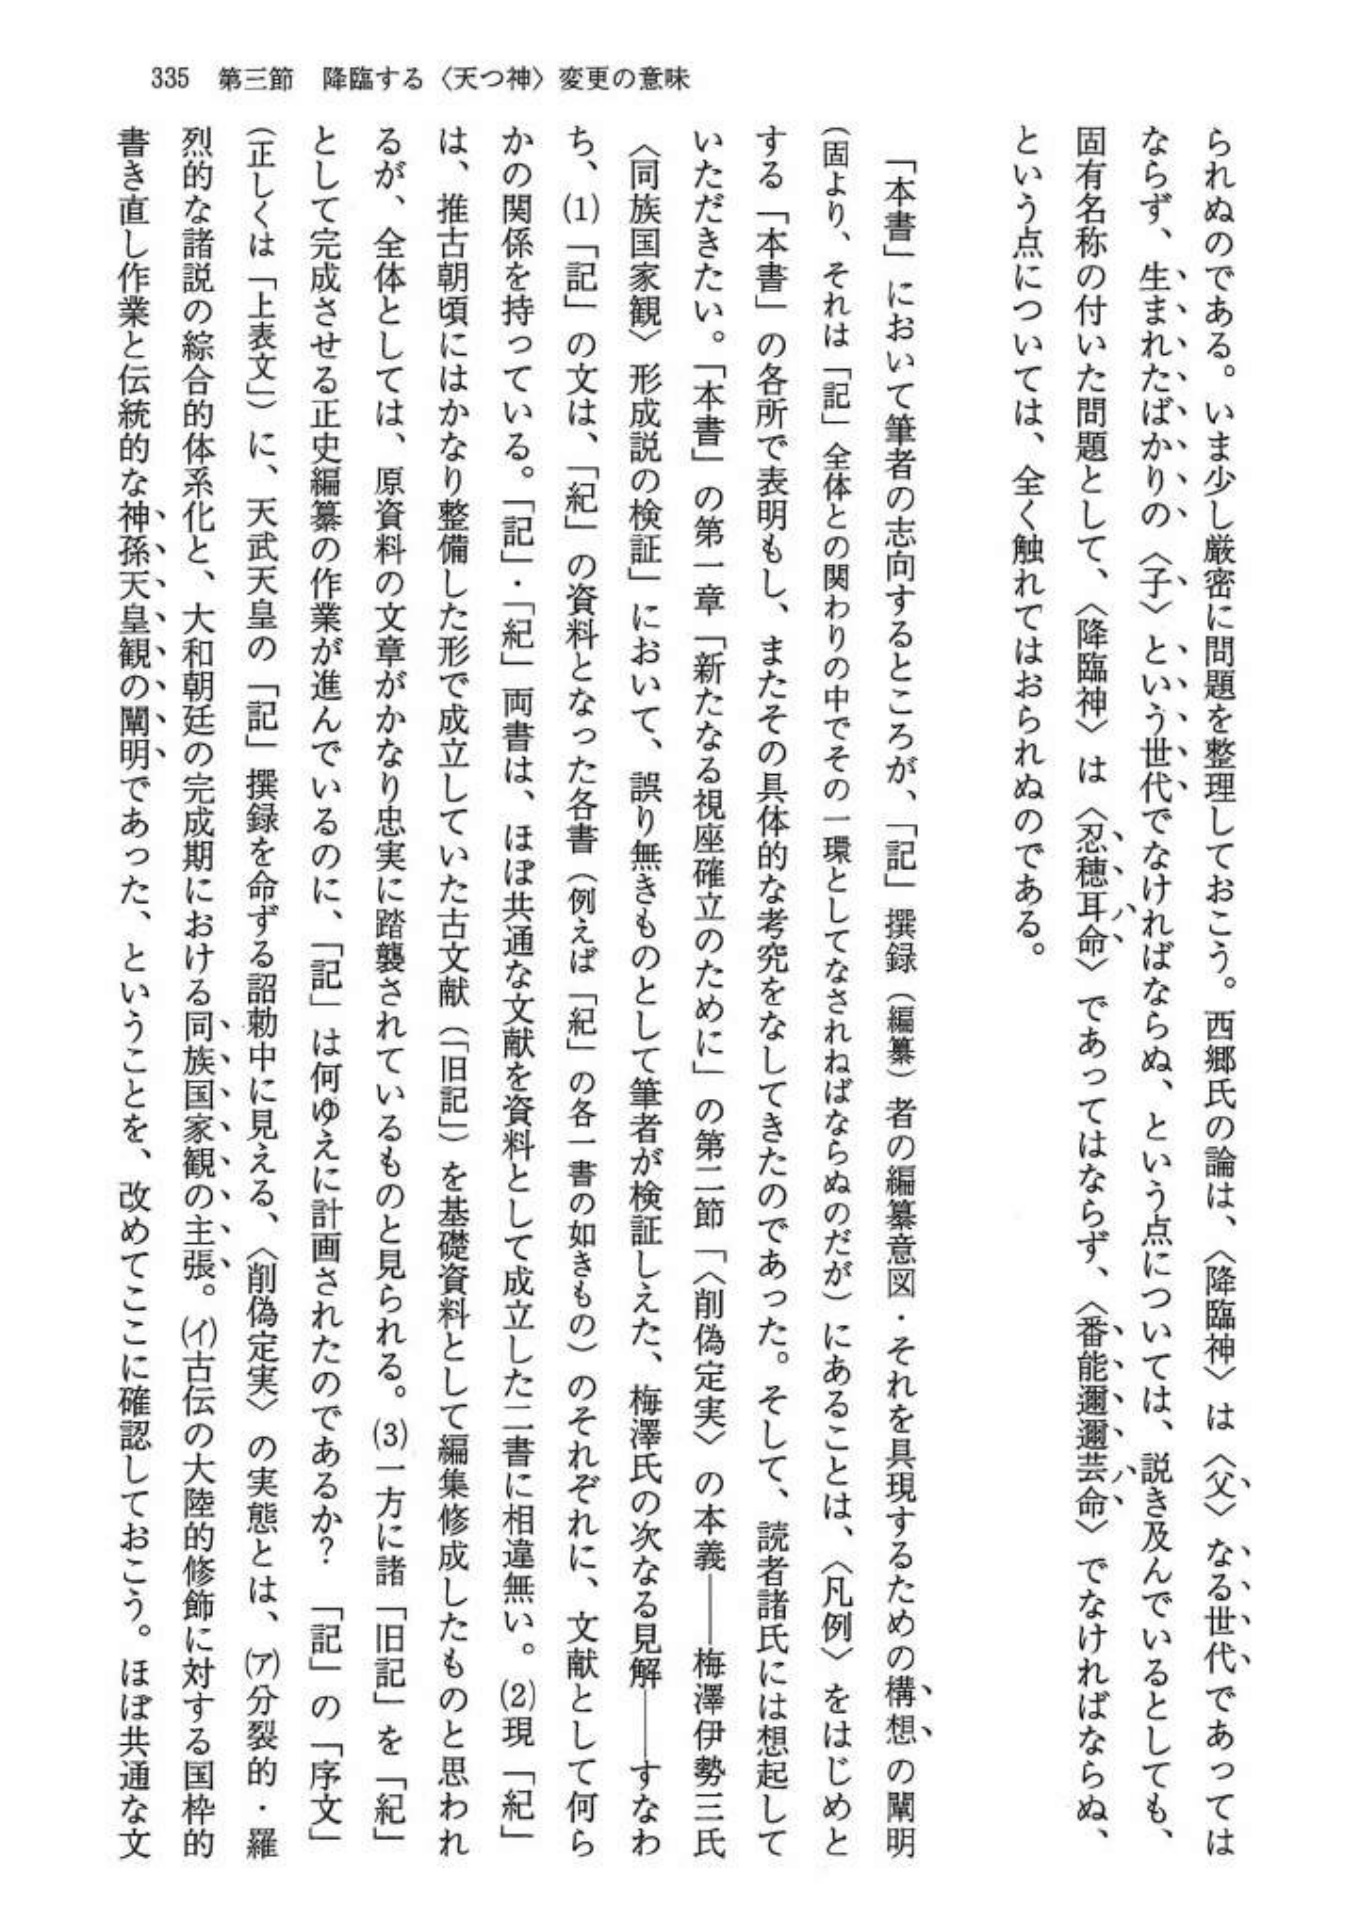 335　第三節　降臨する〈天つ神〉変更の意味
られぬのである。いま少し厳密に問題を整理しておこう。西郷氏の論は、〈降臨神〉は〈父〉なる世代であっては
ならず、生まれたばかりの〈子〉という世代でなければならぬ、という点については、説き及んでいるとしても、
固有名称の付いた問題として、〈降臨神〉は〈忍穂耳命〉であってはならず、〈番能邇邇芸命〉でなければならぬ、
という点については、全く触れてはおられぬのである。
「本書」において筆者の志向するところが、「記」撰録（編纂）者の編纂意図・それを具現するための構想の闡明
（固より、それは「記」全体との関わりの中でその一環としてなされねばならぬのだが）にあることは、〈凡例〉をはじめと
する「本書」の各所で表明もし、またその具体的な考究をなしてきたのであった。そして、読者諸氏には想起して
いただきたい。「本書」の第一章「新たなる視座確立のために」の第二節「〈削偽定実〉の本義――梅澤伊勢三氏
〈同族国家観〉形成説の検証」において、誤り無きものとして筆者が検証しえた、梅澤氏の次なる見解――すなわ
ち、(1)「記」の文は、「紀」の資料となった各書（例えば「紀」の各一書の如きもの）のそれぞれに、文献として何ら
かの関係を持っている。「記」・「紀」両書は、ほぼ共通な文献を資料として成立した二書に相違無い。(2)現「紀」
は、推古朝頃にはかなり整備した形で成立していた古文献（「旧記」）を基礎資料として編集修成したものと思われ
るが、全体としては、原資料の文章がかなり忠実に踏襲されているものと見られる。(3)一方に諸「旧記」を「紀」
として完成させる正史編纂の作業が進んでいるのに、「記」は何ゆえに計画されたのであるか？　「記」の「序文」
（正しくは「上表文」）に、天武天皇の「記」撰録を命ずる詔勅中に見える、〈削偽定実〉の実態とは、(ア)分裂的・羅
烈的な諸説の綜合的体系化と、大和朝廷の完成期における同族国家観の主張。(イ)古伝の大陸的修飾に対する国枠的
書き直し作業と伝統的な神孫天皇観の闡明であった、ということを、改めてここに確認しておこう。ほぼ共通な文